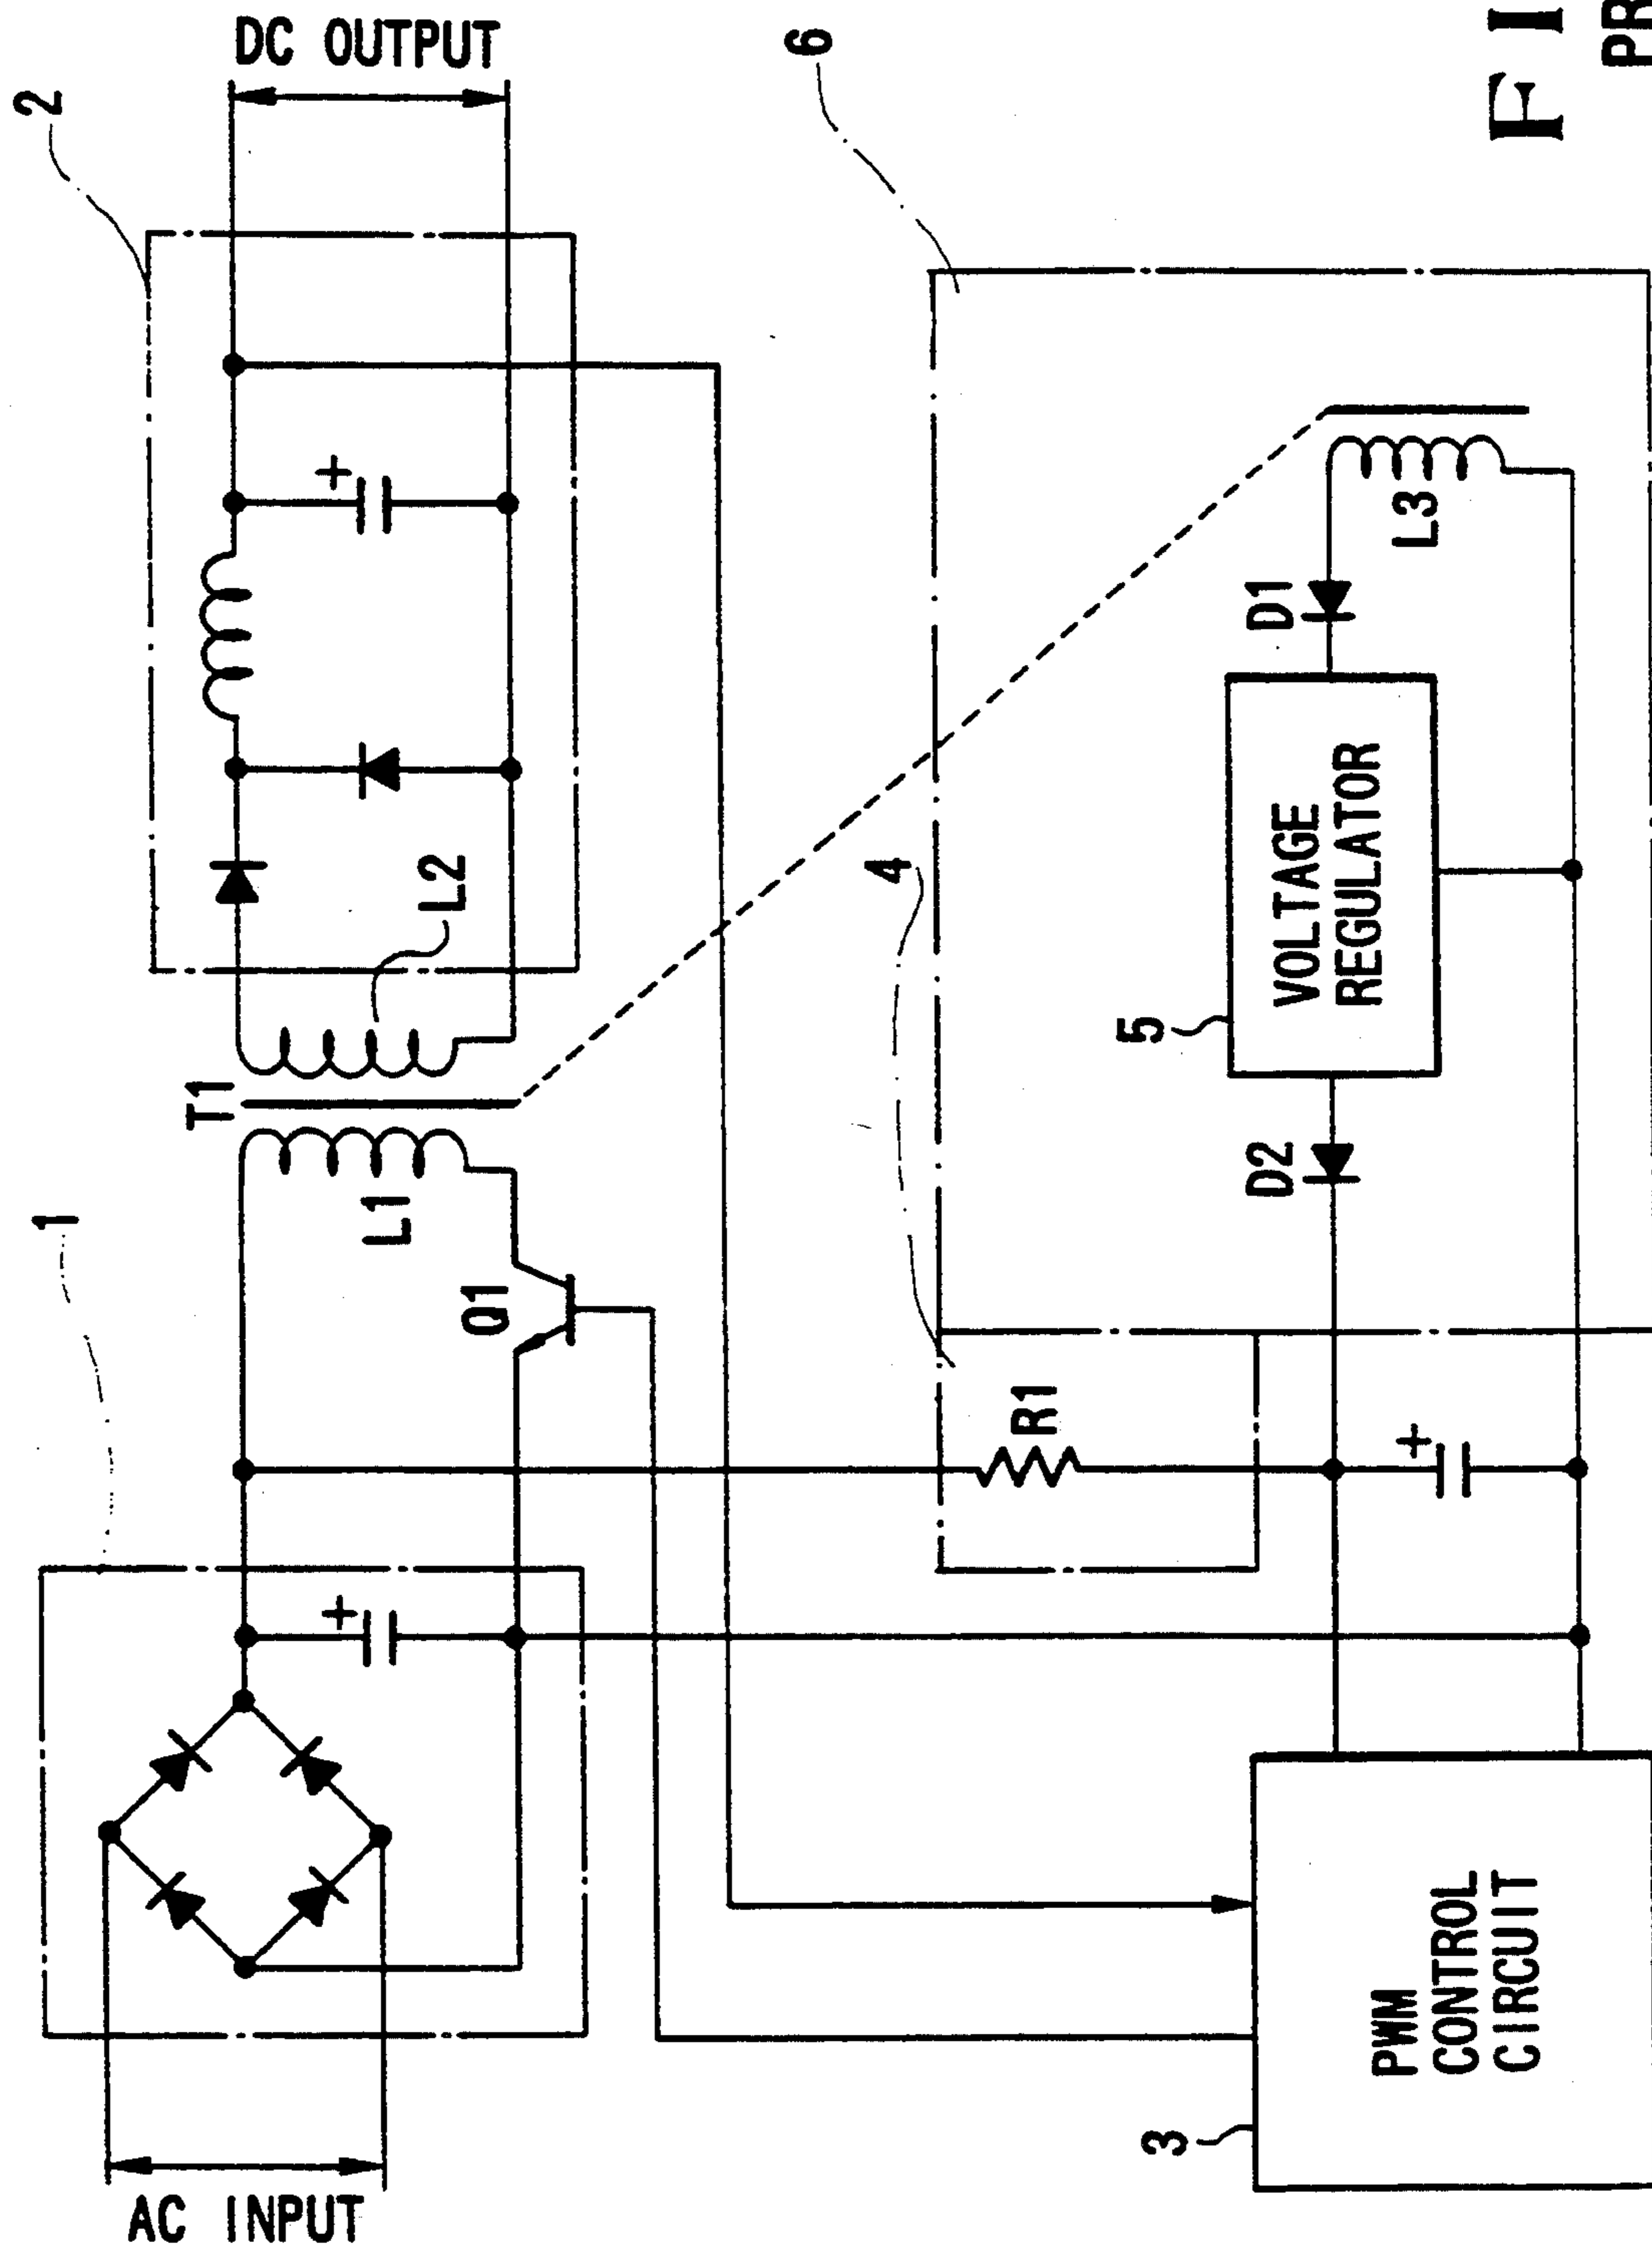 2
DC OUTPUT
6
F I
PR
1
T1
L1
L2
Q1
4
R1
D1
L3
5
VOLTAGE
REGULATOR
D2
+
+
+
AC INPUT
3
PWM
CONTROL
CIRCUIT